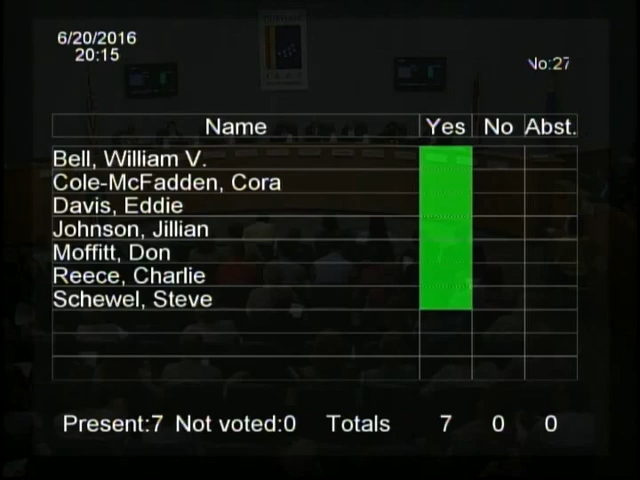 6/20/2016
20:15
No:27
Name Yes No Abst.
Bell, William V.
Cole-McFadden, Cora
Davis, Eddie
Johnson, Jillian
Moffitt, Don
Reece, Charlie
Schewel, Steve
Present:7 Not voted:0 Totals 7 0 0